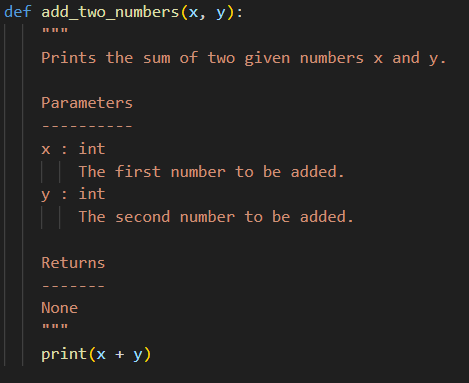 def add_two_numbers(x, y):
    """
    Prints the sum of two given numbers x and y.

    Parameters
    ----------
    x : int
        The first number to be added.
    y : int
        The second number to be added.

    Returns
    -------
    None
    """
    print(x + y)